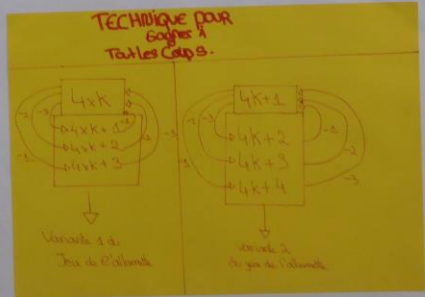 TECHNIQUE POUR
Gagner à
Tout les Coups.
4xk
4xk + 1
4xk + 2
4xk + 3
-1
-2
-3
-1
-2
-3
Variante 1 du
Jeu de l'allumette
4k+1
4k+2
4k+3
4k+4
-1
-2
-3
-1
-2
-3
variante 2
du jeu de l'allumette